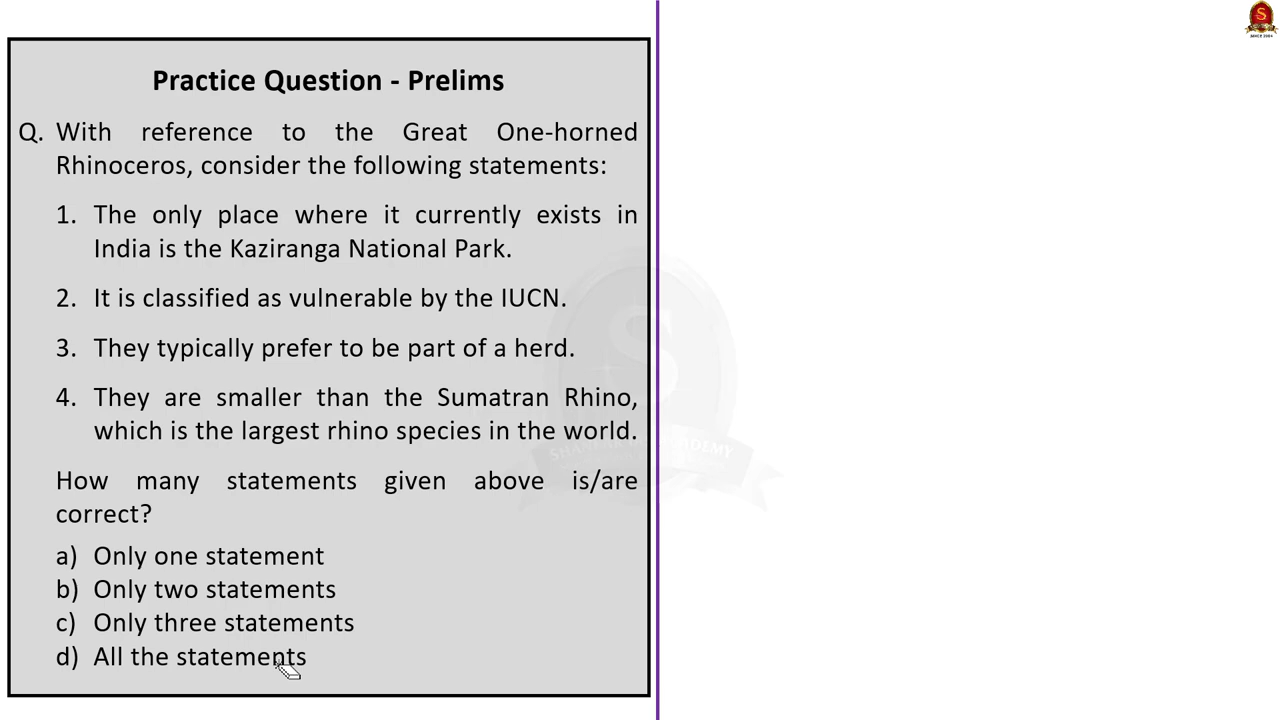 Practice Question - Prelims
Q. With reference to the Great One-horned
Rhinoceros, consider the following statements:
1. The only place where it currently exists in
India is the Kaziranga National Park.
2. It is classified as vulnerable by the IUCN.
3. They typically prefer to be part of a herd.
4. They are smaller than the Sumatran Rhino,
which is the largest rhino species in the world.
How many statements given above is/are
correct?
a) Only one statement
b) Only two statements
c) Only three statements
d) All the statements
S
SINCE 2004